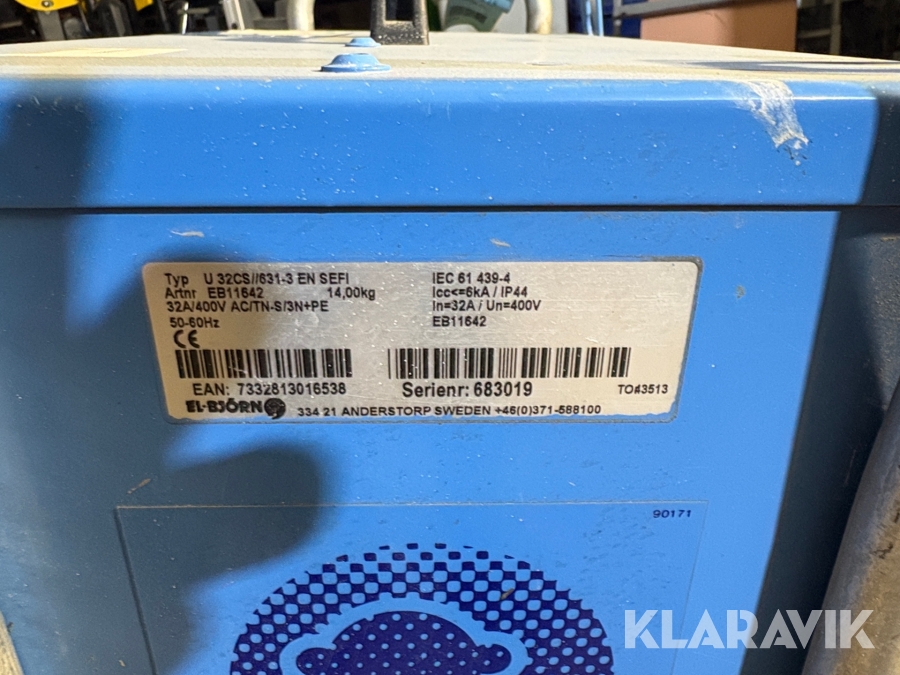 Typ U 32CS//631-3 EN SEFI
Artnr EB11642 14,00kg
32A/400V AC/TN-S/3N+PE
50-60Hz
CE
IEC 61 439-4
Icc<=6kA / IP44
In=32A / Un=400V
EB11642
EAN: 7332813016538
Serienr: 683019
TO#3513
EL-BJÖRN
334 21 ANDERSTORP SWEDEN +46(0)371-588100
90171
KLARAVIK